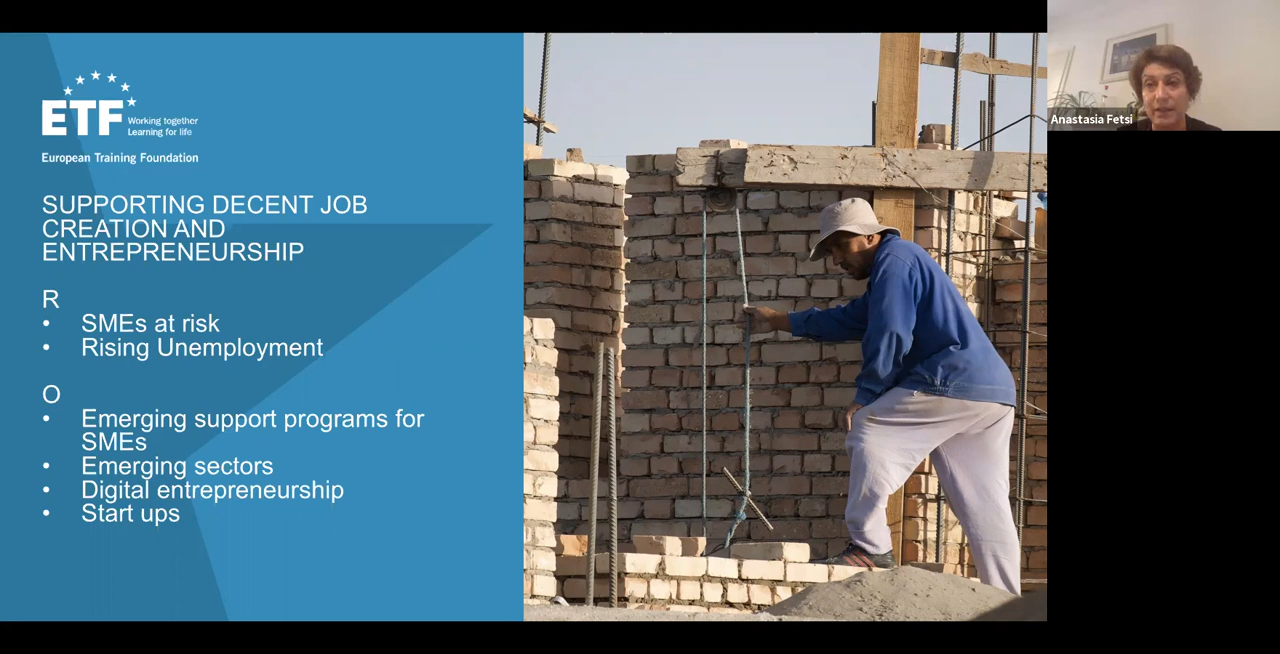 ETF
Working together
Learning for life
European Training Foundation
SUPPORTING DECENT JOB
CREATION AND
ENTREPRENEURSHIP
R
• SMEs at risk
• Rising Unemployment
O
• Emerging support programs for
SMEs
• Emerging sectors
• Digital entrepreneurship
• Start ups
Anastasia Fetsi